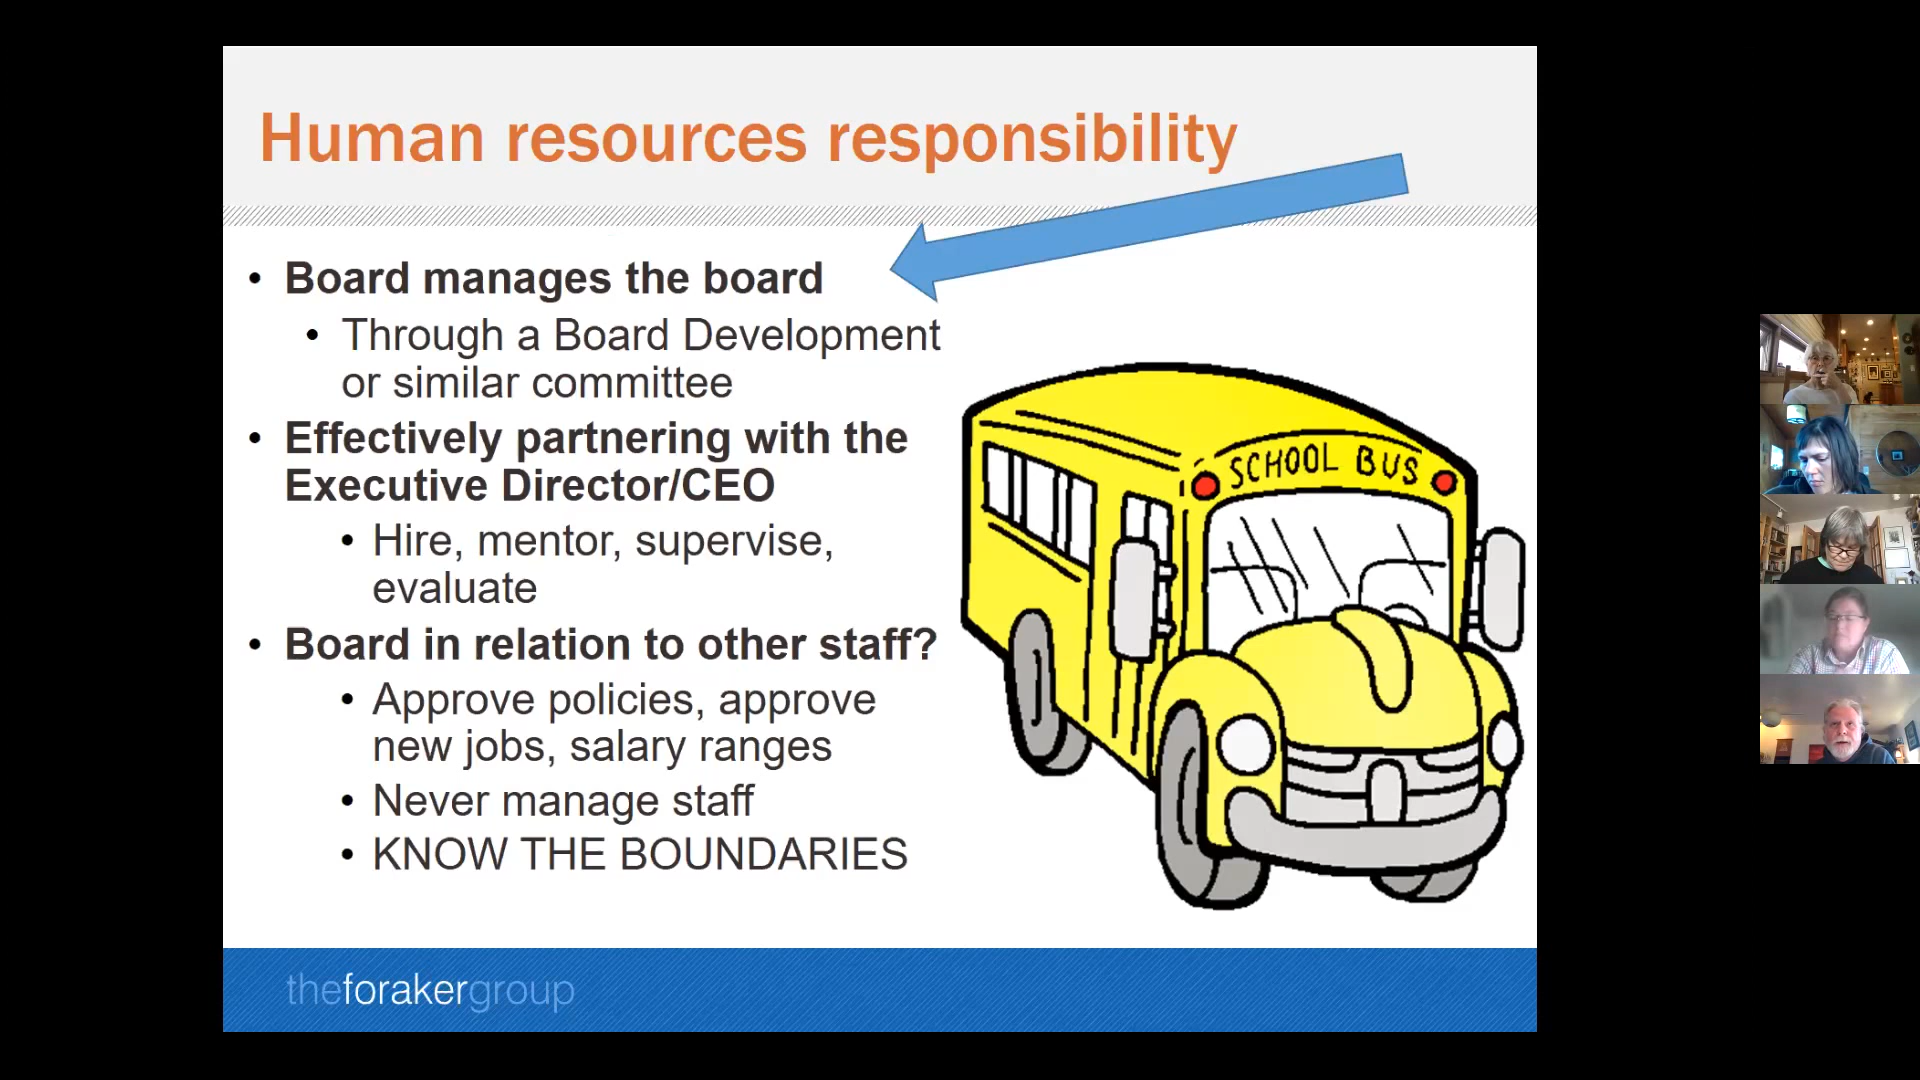 Human resources responsibility
• Board manages the board
• Through a Board Development
or similar committee
• Effectively partnering with the
Executive Director/CEO
• Hire, mentor, supervise,
evaluate
• Board in relation to other staff?
• Approve policies, approve
new jobs, salary ranges
• Never manage staff
• KNOW THE BOUNDARIES
SCHOOL BUS
theforakergroup